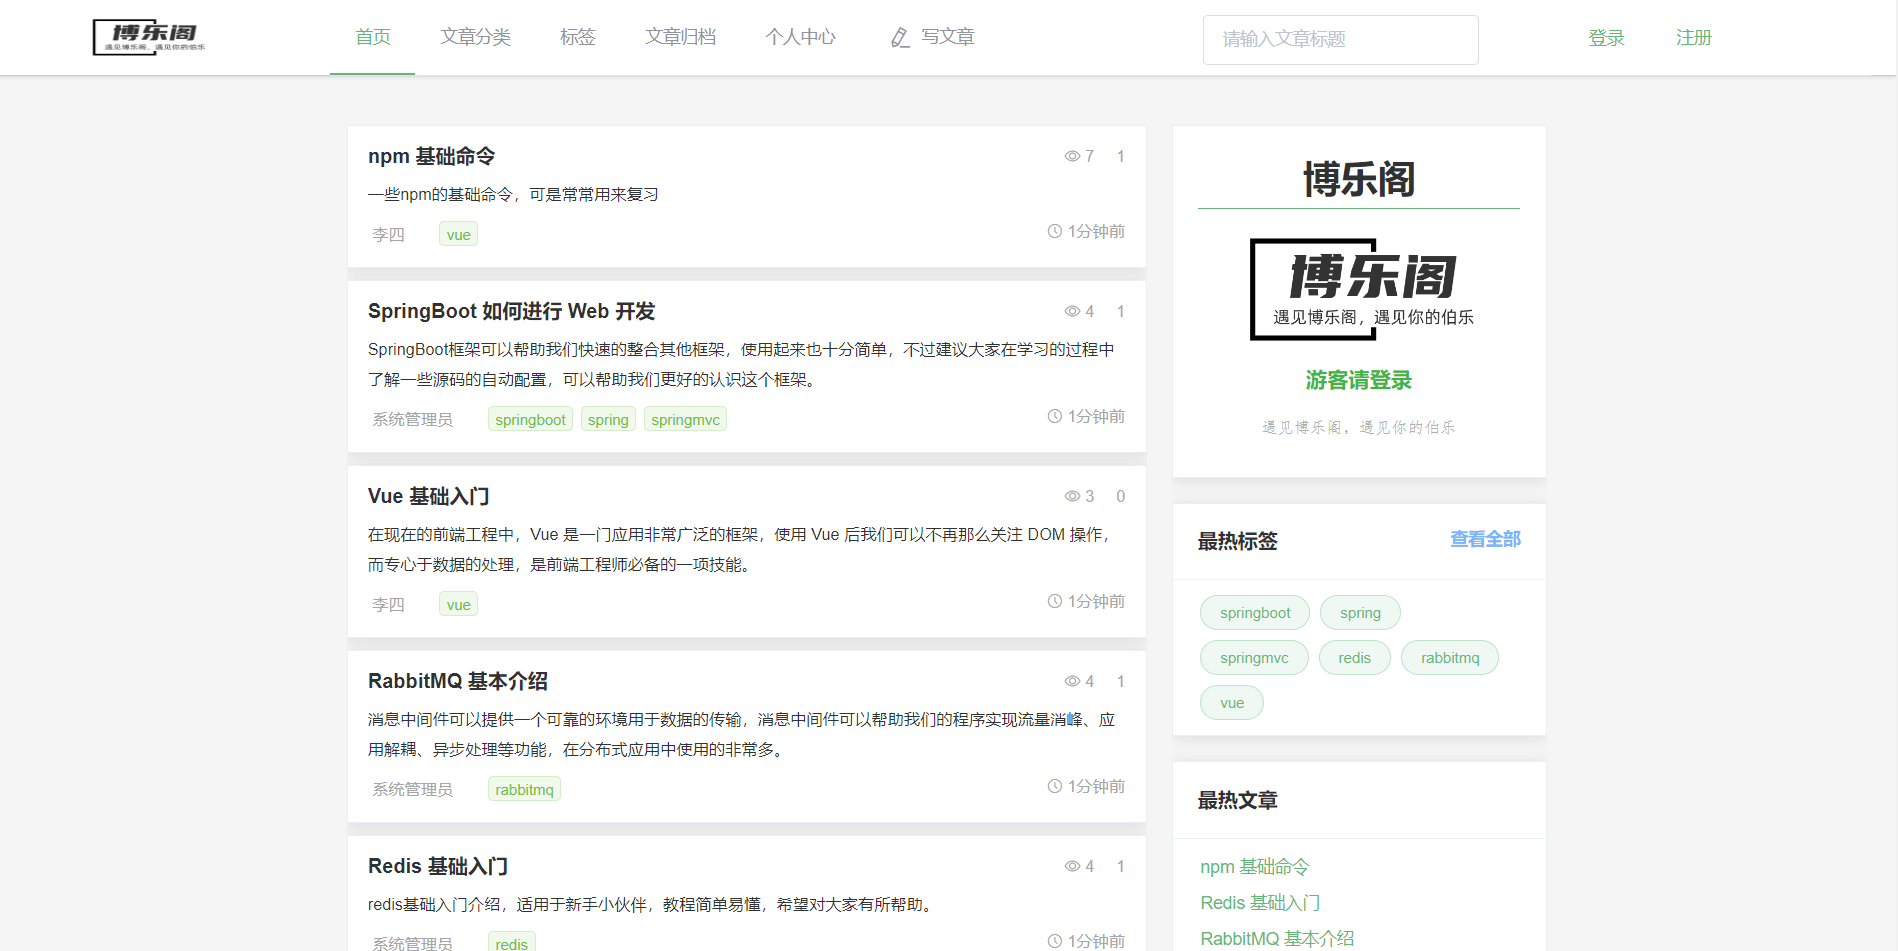 博乐阁
遇见博乐阁，遇见你的伯乐
首页 文章分类 标签 文章归档 个人中心 写文章 请输入文章标题 登录 注册
npm 基础命令 7 1
一些npm的基础命令，可是常常用来复习
李四 vue 1分钟前
SpringBoot 如何进行 Web 开发 4 1
SpringBoot框架可以帮助我们快速的整合其他框架，使用起来也十分简单，不过建议大家在学习的过程中
了解一些源码的自动配置，可以帮助我们更好的认识这个框架。
系统管理员 springboot spring springmvc 1分钟前
Vue 基础入门 3 0
在现在的前端工程中，Vue 是一门应用非常广泛的框架，使用 Vue 后我们可以不再那么关注 DOM 操作，
而专心于数据的处理，是前端工程师必备的一项技能。
李四 vue 1分钟前
RabbitMQ 基本介绍 4 1
消息中间件可以提供一个可靠的环境用于数据的传输，消息中间件可以帮助我们的程序实现流量消峰、应
用解耦、异步处理等功能，在分布式应用中使用的非常多。
系统管理员 rabbitmq 1分钟前
Redis 基础入门 4 1
redis基础入门介绍，适用于新手小伙伴，教程简单易懂，希望对大家有所帮助。
系统管理员 redis 1分钟前
博乐阁
博乐阁
遇见博乐阁，遇见你的伯乐
游客请登录
遇见博乐阁，遇见你的伯乐
最热标签 查看全部
springboot spring
springmvc redis rabbitmq
vue
最热文章
npm 基础命令
Redis 基础入门
RabbitMQ 基本介绍